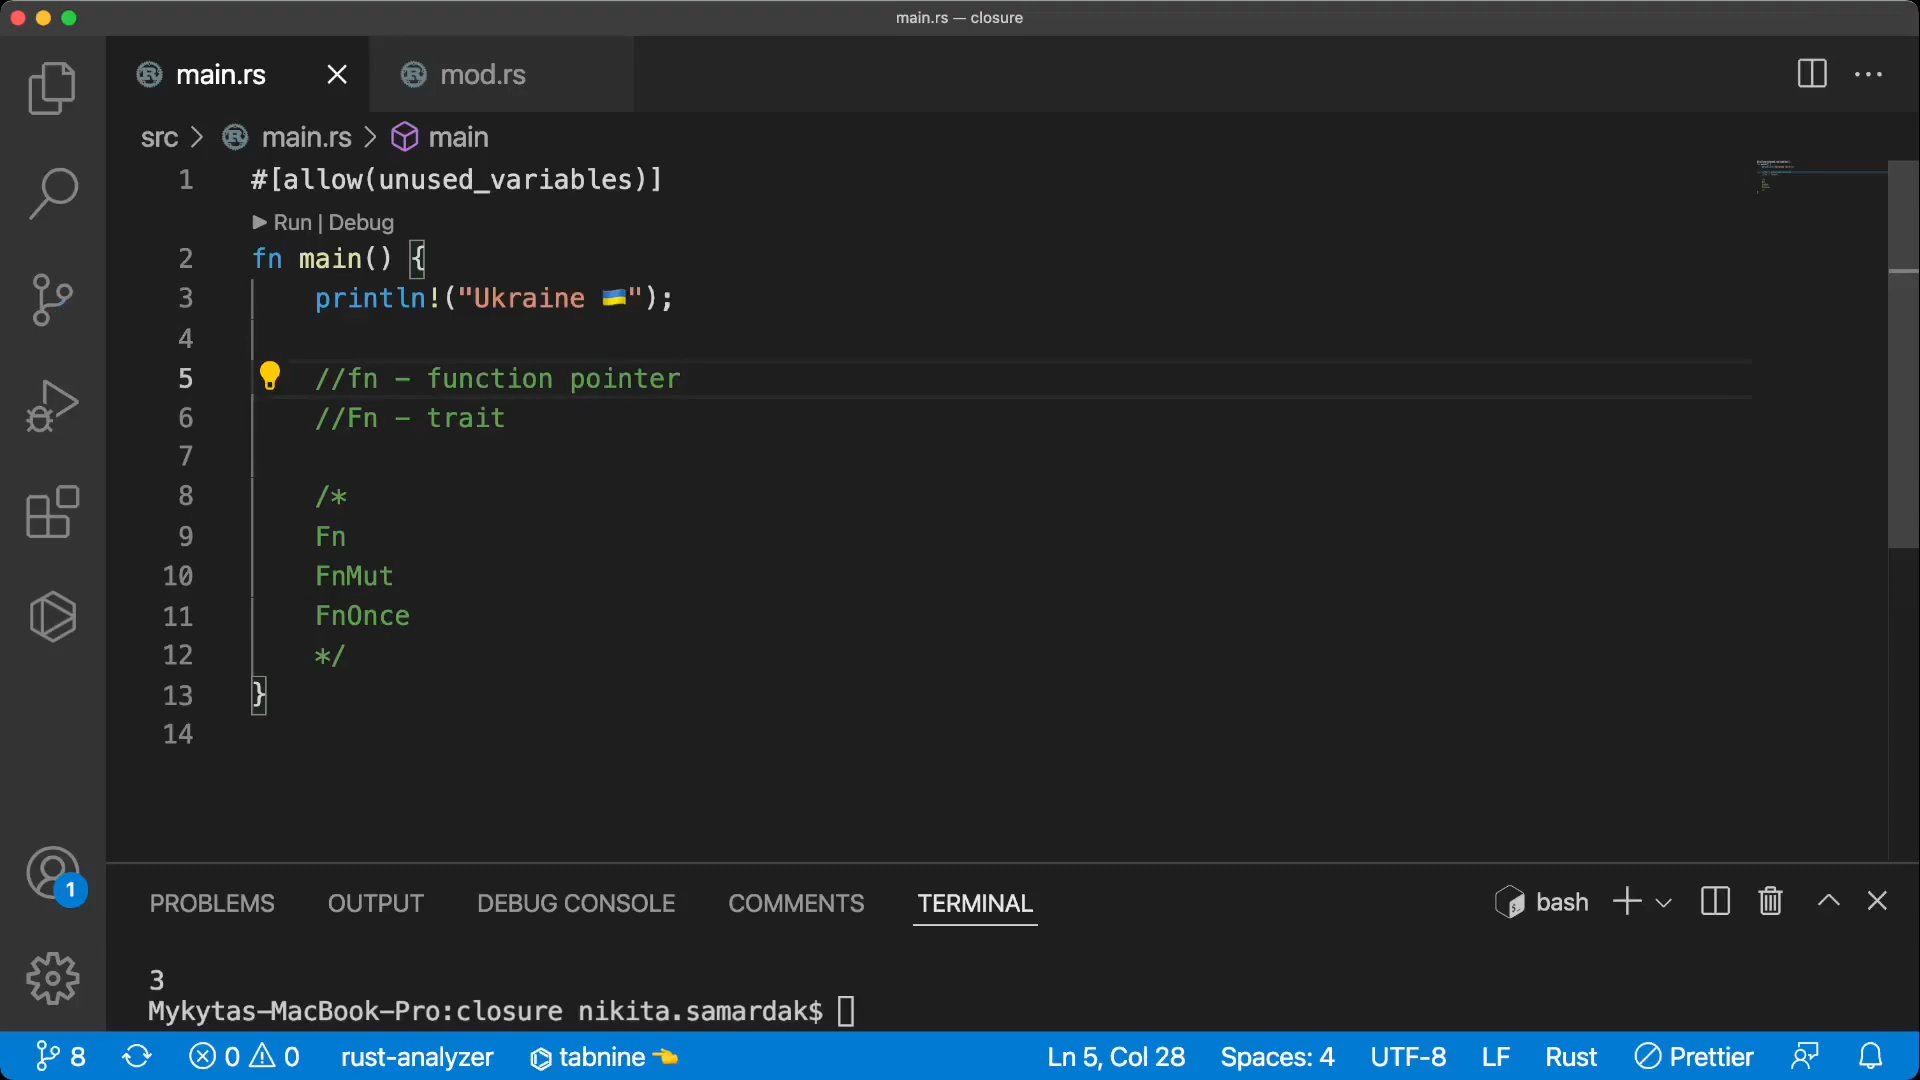 main.rs — closure
main.rs
mod.rs
src > main.rs > main
1 #[allow(unused_variables)]
Run | Debug
2 fn main() {
3 println!("Ukraine 🇺🇦");
4
5 //fn - function pointer
6 //Fn - trait
7
8 /*
9 Fn
10 FnMut
11 FnOnce
12 */
13 }
14
1
PROBLEMS OUTPUT DEBUG CONSOLE COMMENTS TERMINAL bash
3
Mykytas-MacBook-Pro:closure nikita.samardak$
8 0 0 rust-analyzer tabnine 👈 Ln 5, Col 28 Spaces: 4 UTF-8 LF Rust Prettier